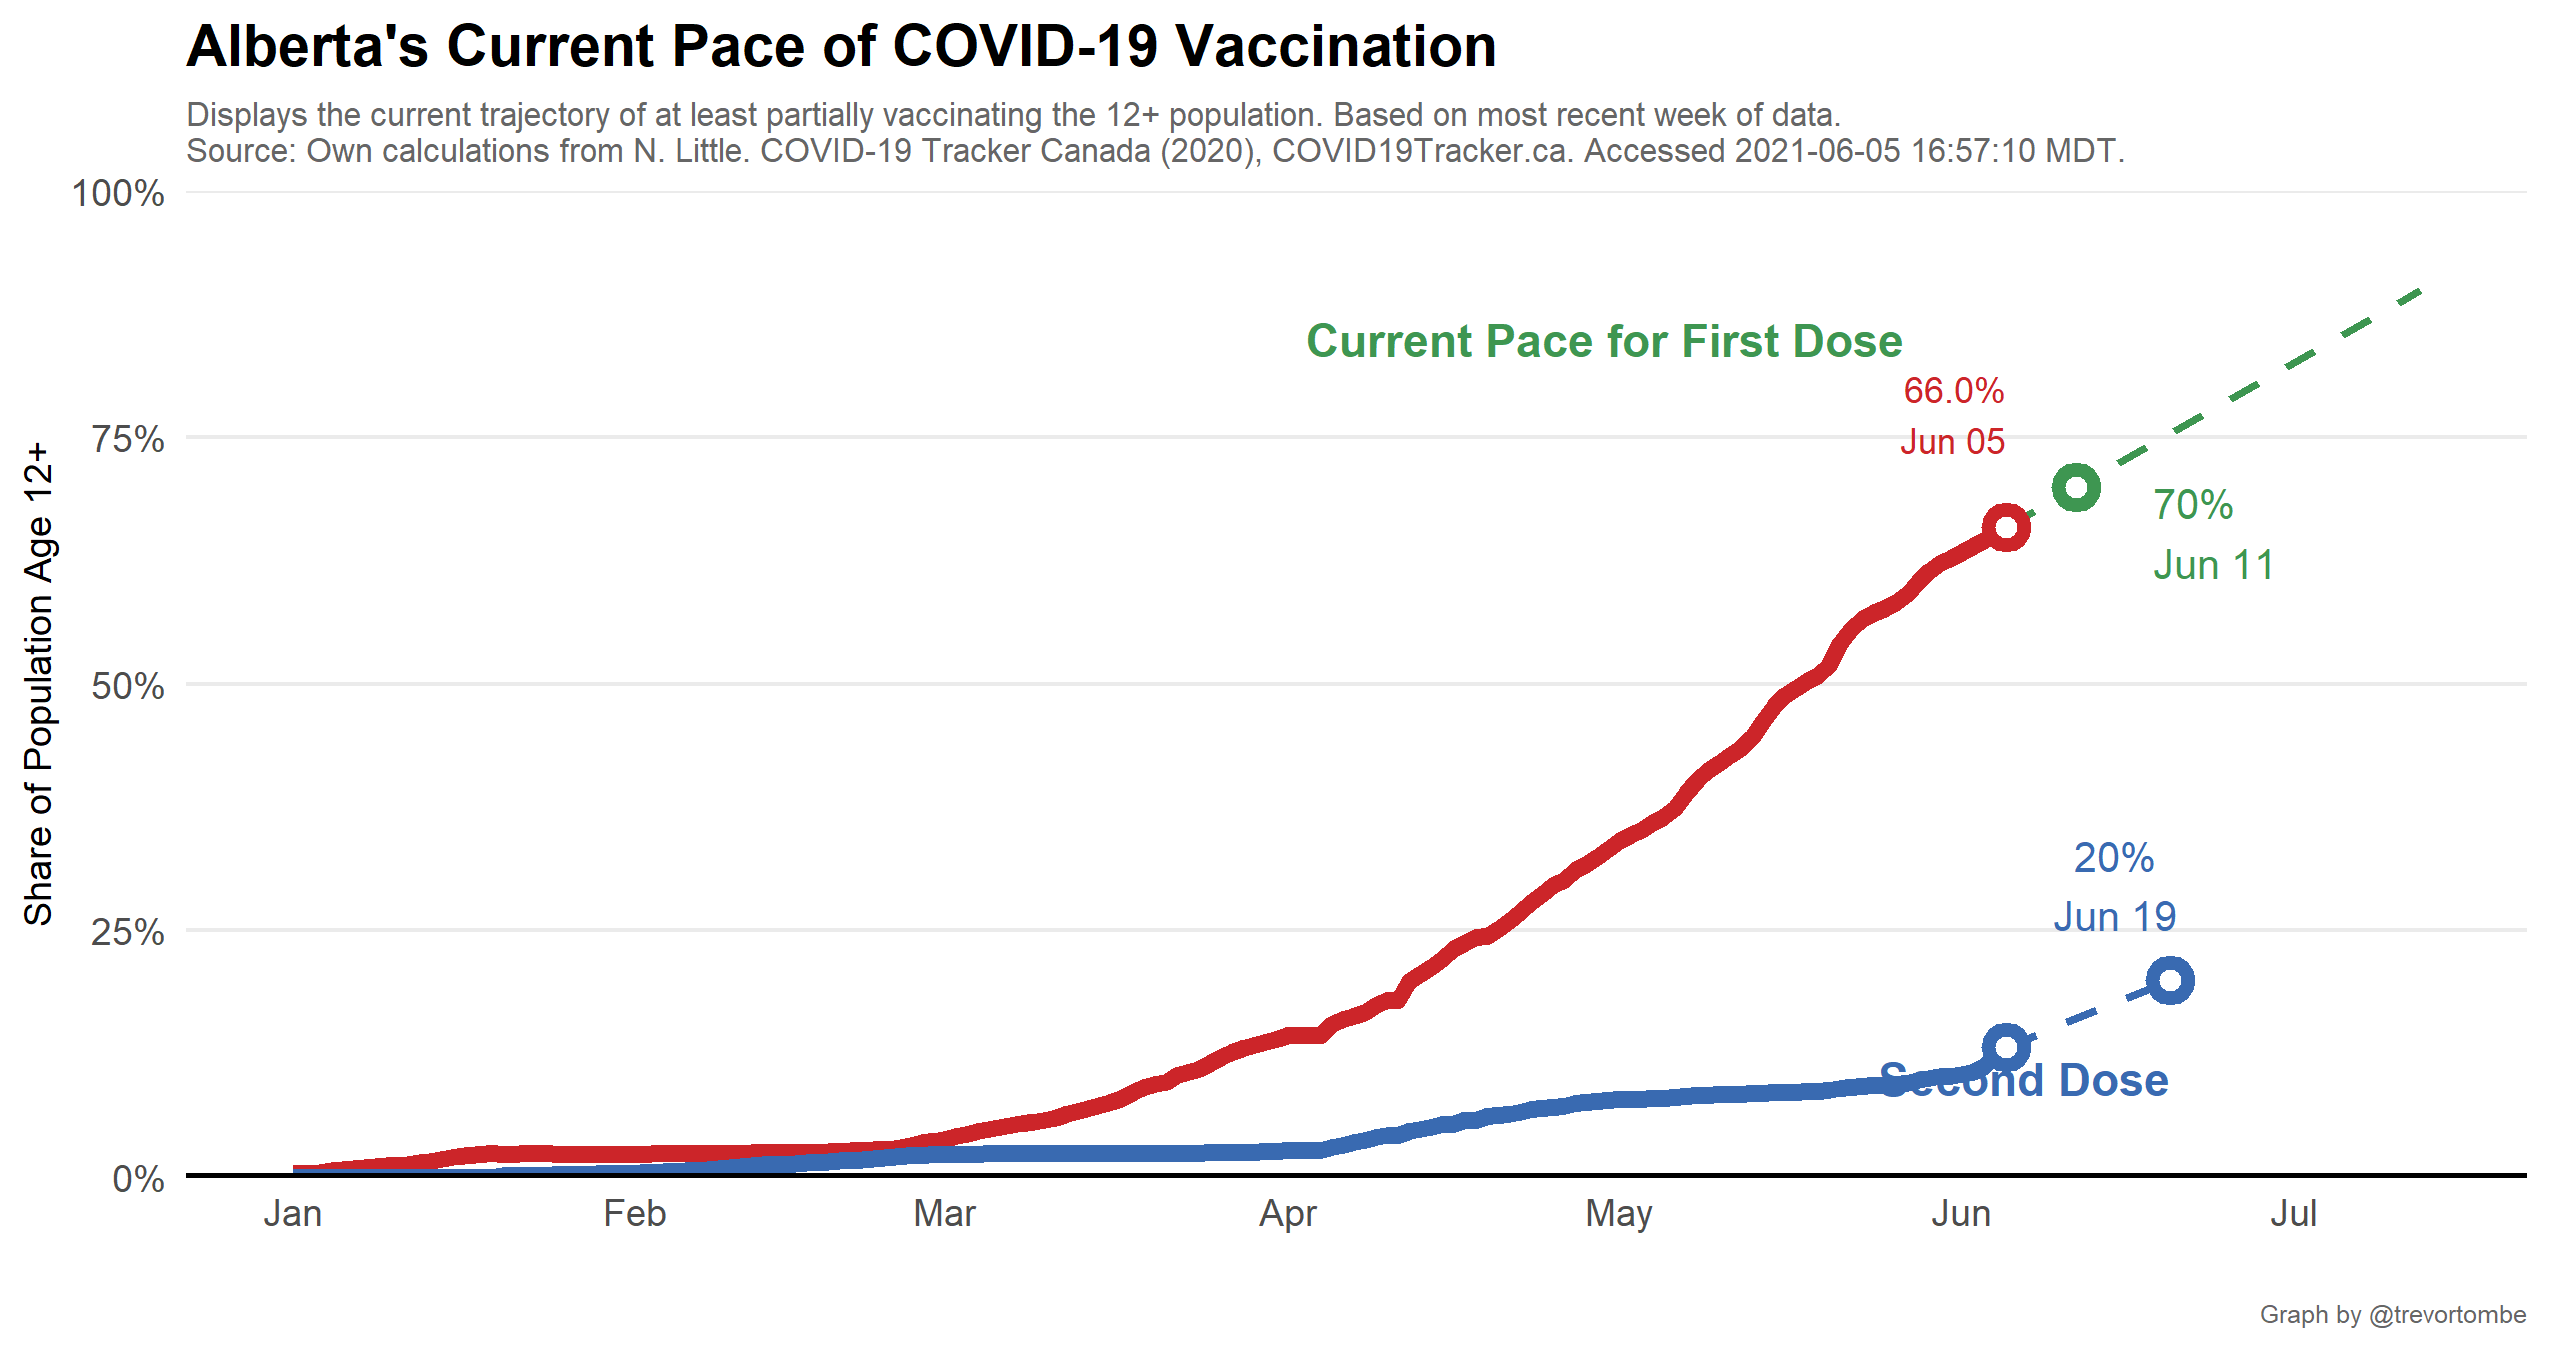 Alberta's Current Pace of COVID-19 Vaccination
Displays the current trajectory of at least partially vaccinating the 12+ population. Based on most recent week of data.
Source: Own calculations from N. Little. COVID-19 Tracker Canada (2020), COVID19Tracker.ca. Accessed 2021-06-05 16:57:10 MDT.
100%
75%
50%
25%
0%
Share of Population Age 12+
Current Pace for First Dose
66.0%
Jun 05
70%
Jun 11
20%
Jun 19
Second Dose
Jan
Feb
Mar
Apr
May
Jun
Jul
Graph by @trevortombe